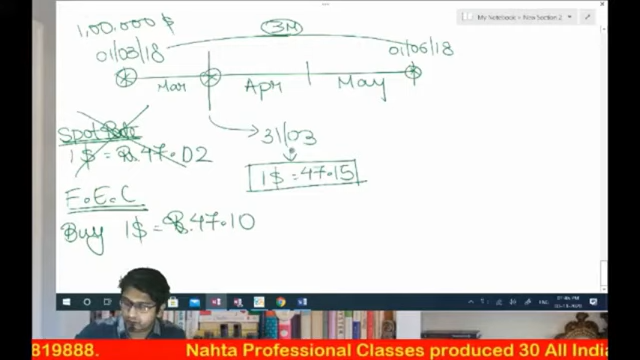 My Notebook > New Section 2
1,00,000 $
3M
01/03/18
01/06/18
Mar
Apr
May
31/03
Spot Rate
1$ = Rs.47.02
1$ = 47.15
F.E.C
Buy 1$ = Rs.47.10
ENG
819888. Nahta Professional Classes produced 30 All India